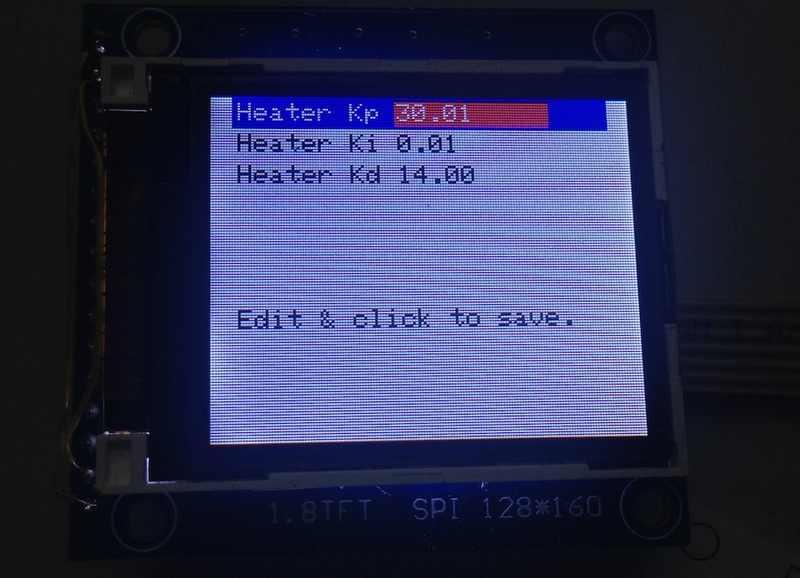 Heater Kp 30.01
Heater Ki 0.01
Heater Kd 14.00
Edit & click to save.
1.8TFT SPI 128*160